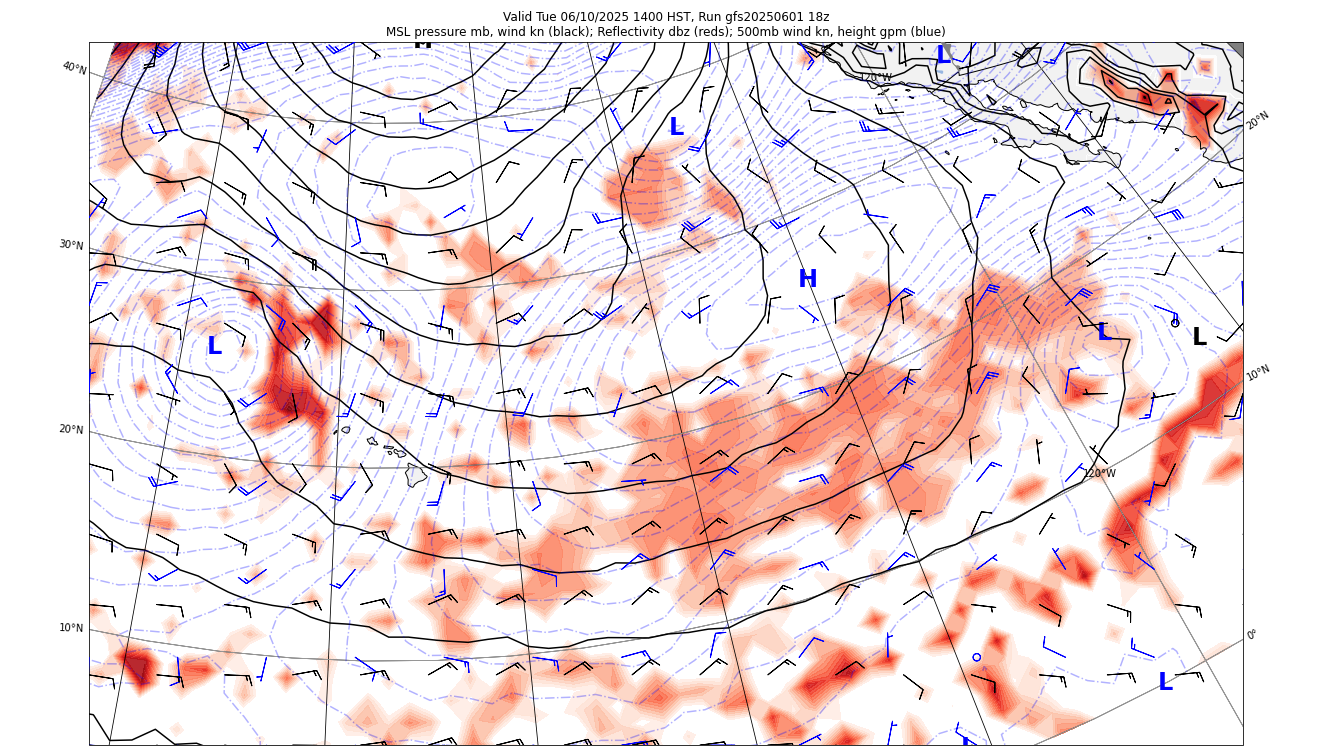 Valid Tue 06/10/2025 1400 HST, Run gfs20250601 18z
MSL pressure mb, wind kn (black); Reflectivity dbz (reds); 500mb wind kn, height gpm (blue)
L
120°W
40°N
20°N
L
30°N
H
L
L
L
10°N
20°N
120°W
10°N
0°
L
L